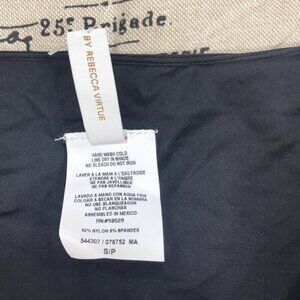 25e Brigade.
BY REBECCA VIRTUE
HAND WASH COLD
LINE DRY IN SHADE
NO BLEACH DO NOT IRON
LAVER A LA MAIN A L'EAU FROIDE
ETENDRE A L'OMBRE
NE PAS JAVELLISER
NE PAS REPASSER
LAVADO A MANO CON AGUA FRIA
COLGAR A SECAR EN LA SOMBRA
NO USE BLANQUEADOR
NO PLANCHAR
ASSEMBLED IN MEXICO
RN#59526
92% NYLON 8% SPANDEX
544307 / 076752 MA
S/P